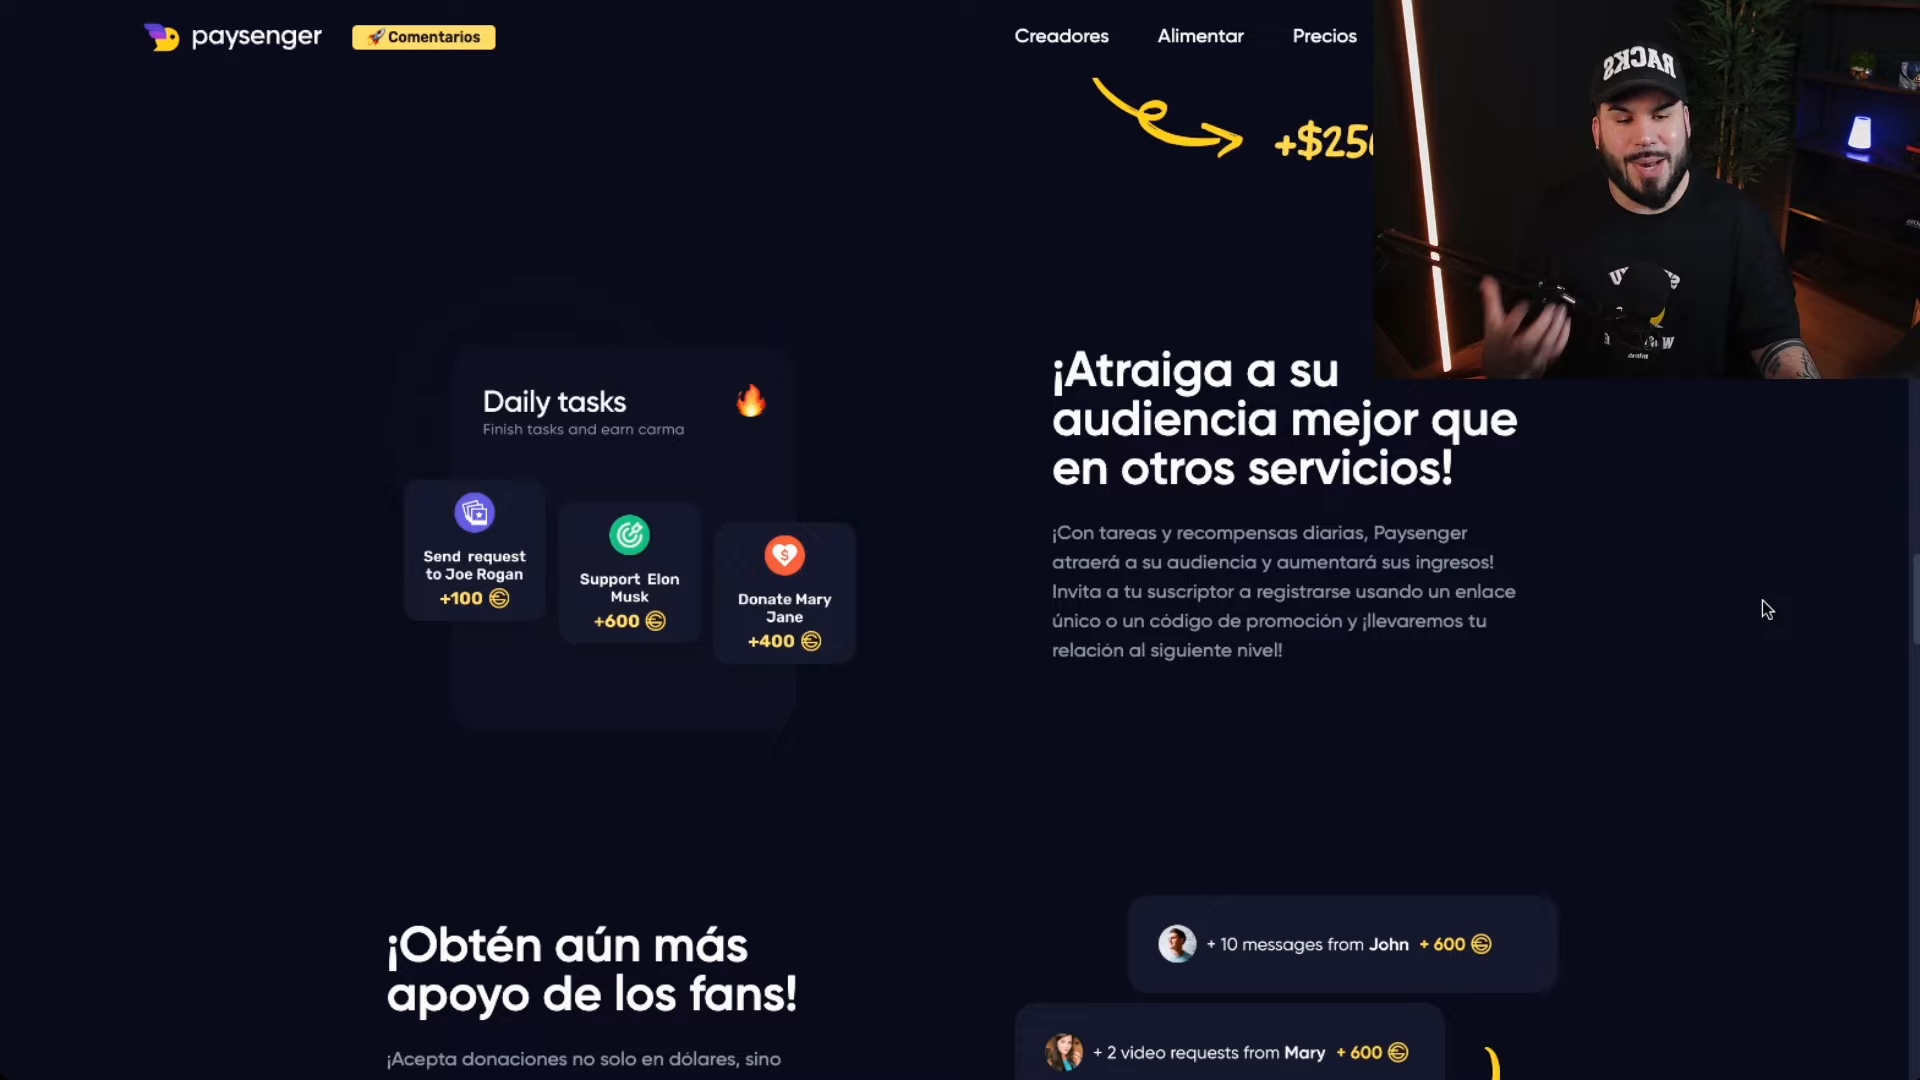 paysenger
Comentarios
Creadores
Alimentar
Precios
RACKS
Daily tasks
Finish tasks and earn carma
Send request
to Joe Rogan
+100
Support Elon
Musk
+600
Donate Mary
Jane
+400
¡Atraiga a su
audiencia mejor que
en otros servicios!
¡Con tareas y recompensas diarias, Paysenger
atraerá a su audiencia y aumentará sus ingresos!
Invita a tu suscriptor a registrarse usando un enlace
único o un código de promoción y ¡llevaremos tu
relación al siguiente nivel!
¡Obtén aún más
apoyo de los fans!
¡Acepta donaciones no solo en dólares, sino
+ 10 messages from John + 600
+ 2 video requests from Mary + 600